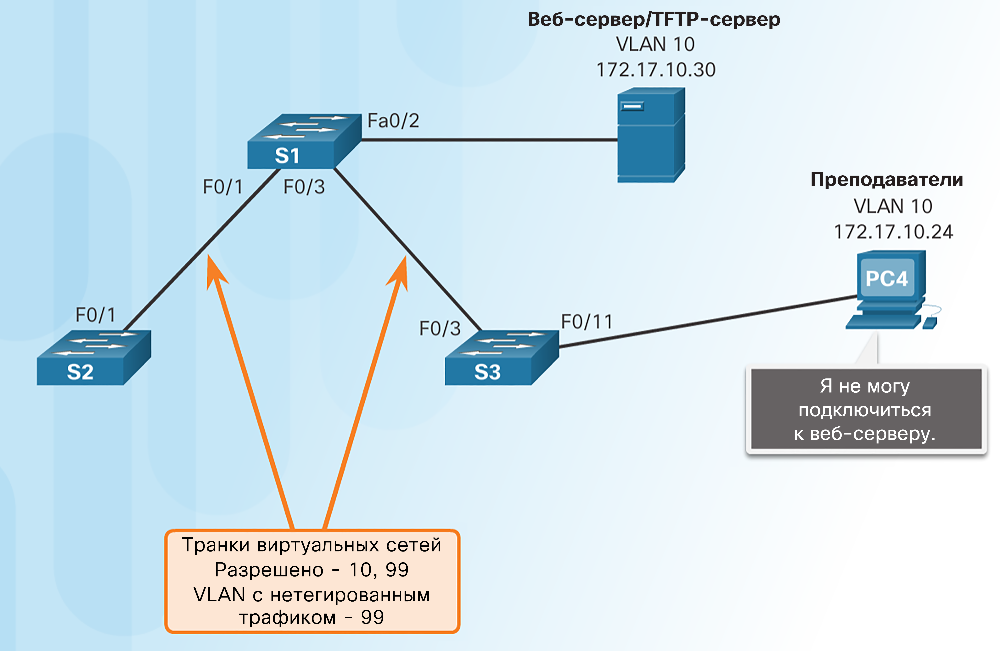 Веб-сервер/TFTP-сервер
VLAN 10
172.17.10.30
Fa0/2
S1
F0/1
F0/3
Преподаватели
VLAN 10
172.17.10.24
PC4
F0/1
F0/3
F0/11
S2
S3
Я не могу
подключиться
к веб-серверу.
Транки виртуальных сетей
Разрешено - 10, 99
VLAN с нетегированным
трафиком - 99